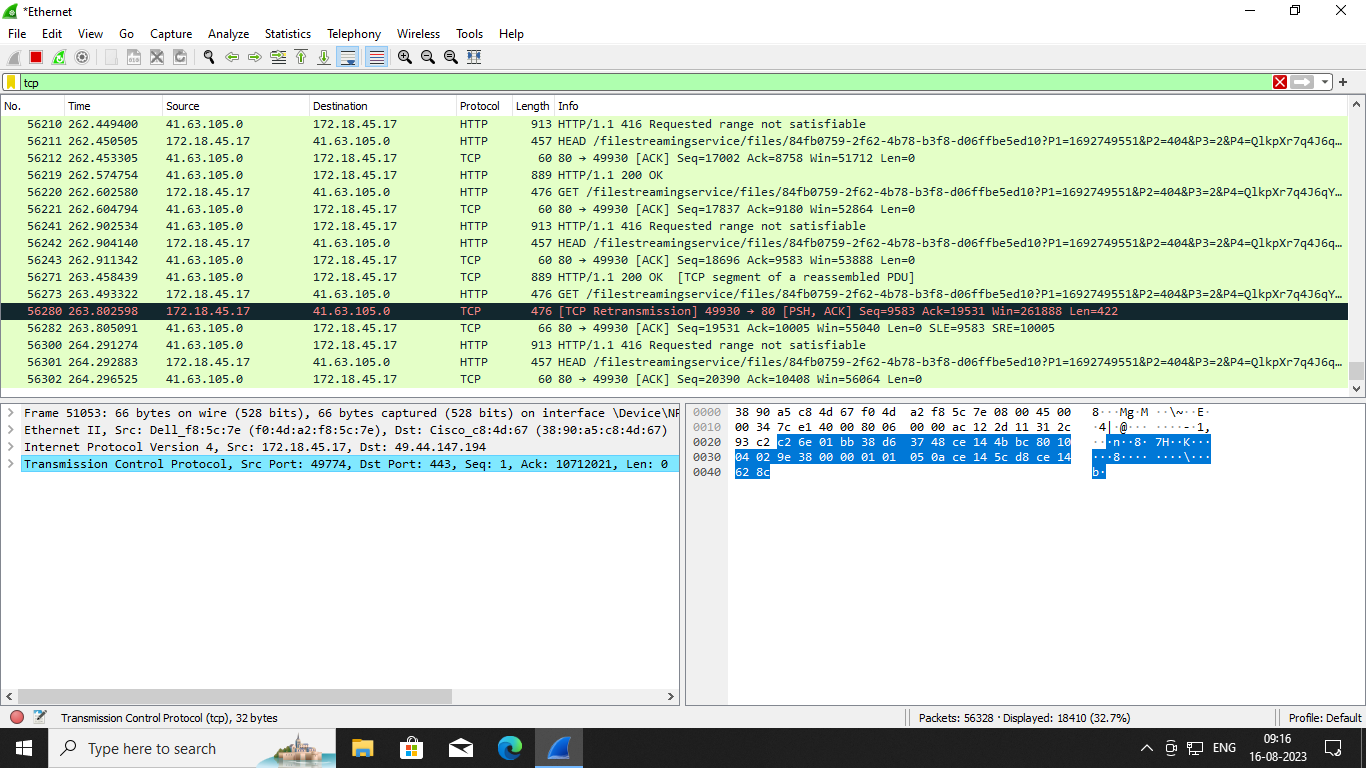 *Ethernet
File Edit View Go Capture Analyze Statistics Telephony Wireless Tools Help
tcp
No. Time Source Destination Protocol Length Info
56210 262.449400 41.63.105.0 172.18.45.17 HTTP 913 HTTP/1.1 416 Requested range not satisfiable
56211 262.450505 172.18.45.17 41.63.105.0 HTTP 457 HEAD /filestreamingservice/files/84fb0759-2f62-4b78-b3f8-d06ffbe5ed10?P1=1692749551&P2=404&P3=2&P4=QlkpXr7q4J6q…
56212 262.453305 41.63.105.0 172.18.45.17 TCP 60 80 → 49930 [ACK] Seq=17002 Ack=8758 Win=51712 Len=0
56219 262.574754 41.63.105.0 172.18.45.17 HTTP 889 HTTP/1.1 200 OK
56220 262.602580 172.18.45.17 41.63.105.0 HTTP 476 GET /filestreamingservice/files/84fb0759-2f62-4b78-b3f8-d06ffbe5ed10?P1=1692749551&P2=404&P3=2&P4=QlkpXr7q4J6qY…
56221 262.604794 41.63.105.0 172.18.45.17 TCP 60 80 → 49930 [ACK] Seq=17837 Ack=9180 Win=52864 Len=0
56241 262.902534 41.63.105.0 172.18.45.17 HTTP 913 HTTP/1.1 416 Requested range not satisfiable
56242 262.904140 172.18.45.17 41.63.105.0 HTTP 457 HEAD /filestreamingservice/files/84fb0759-2f62-4b78-b3f8-d06ffbe5ed10?P1=1692749551&P2=404&P3=2&P4=QlkpXr7q4J6q…
56243 262.911342 41.63.105.0 172.18.45.17 TCP 60 80 → 49930 [ACK] Seq=18696 Ack=9583 Win=53888 Len=0
56271 263.458439 41.63.105.0 172.18.45.17 TCP 889 HTTP/1.1 200 OK [TCP segment of a reassembled PDU]
56273 263.493322 172.18.45.17 41.63.105.0 HTTP 476 GET /filestreamingservice/files/84fb0759-2f62-4b78-b3f8-d06ffbe5ed10?P1=1692749551&P2=404&P3=2&P4=QlkpXr7q4J6qY…
56280 263.802598 172.18.45.17 41.63.105.0 TCP 476 [TCP Retransmission] 49930 → 80 [PSH, ACK] Seq=9583 Ack=19531 Win=261888 Len=422
56282 263.805091 41.63.105.0 172.18.45.17 TCP 66 80 → 49930 [ACK] Seq=19531 Ack=10005 Win=55040 Len=0 SLE=9583 SRE=10005
56300 264.291274 41.63.105.0 172.18.45.17 HTTP 913 HTTP/1.1 416 Requested range not satisfiable
56301 264.292883 172.18.45.17 41.63.105.0 HTTP 457 HEAD /filestreamingservice/files/84fb0759-2f62-4b78-b3f8-d06ffbe5ed10?P1=1692749551&P2=404&P3=2&P4=QlkpXr7q4J6q…
56302 264.296525 41.63.105.0 172.18.45.17 TCP 60 80 → 49930 [ACK] Seq=20390 Ack=10408 Win=56064 Len=0
Frame 51053: 66 bytes on wire (528 bits), 66 bytes captured (528 bits) on interface \Device\NP
Ethernet II, Src: Dell_f8:5c:7e (f0:4d:a2:f8:5c:7e), Dst: Cisco_c8:4d:67 (38:90:a5:c8:4d:67)
Internet Protocol Version 4, Src: 172.18.45.17, Dst: 49.44.147.194
Transmission Control Protocol, Src Port: 49774, Dst Port: 443, Seq: 1, Ack: 10712021, Len: 0
0000 38 90 a5 c8 4d 67 f0 4d a2 f8 5c 7e 08 00 45 00 8···Mg·M ··\~··E·
0010 00 34 7c e1 40 00 80 06 00 00 ac 12 2d 11 31 2c ·4|·@··· ····-·1,
0020 93 c2 c2 6e 01 bb 38 d6 37 48 ce 14 4b bc 80 10 ···n··8· 7H··K···
0030 04 02 9e 38 00 00 01 01 05 0a ce 14 5c d8 ce 14 ···8···· ····\···
0040 62 8c b·
Transmission Control Protocol (tcp), 32 bytes
Packets: 56328 · Displayed: 18410 (32.7%)
Profile: Default
Type here to search
ENG
09:16
16-08-2023